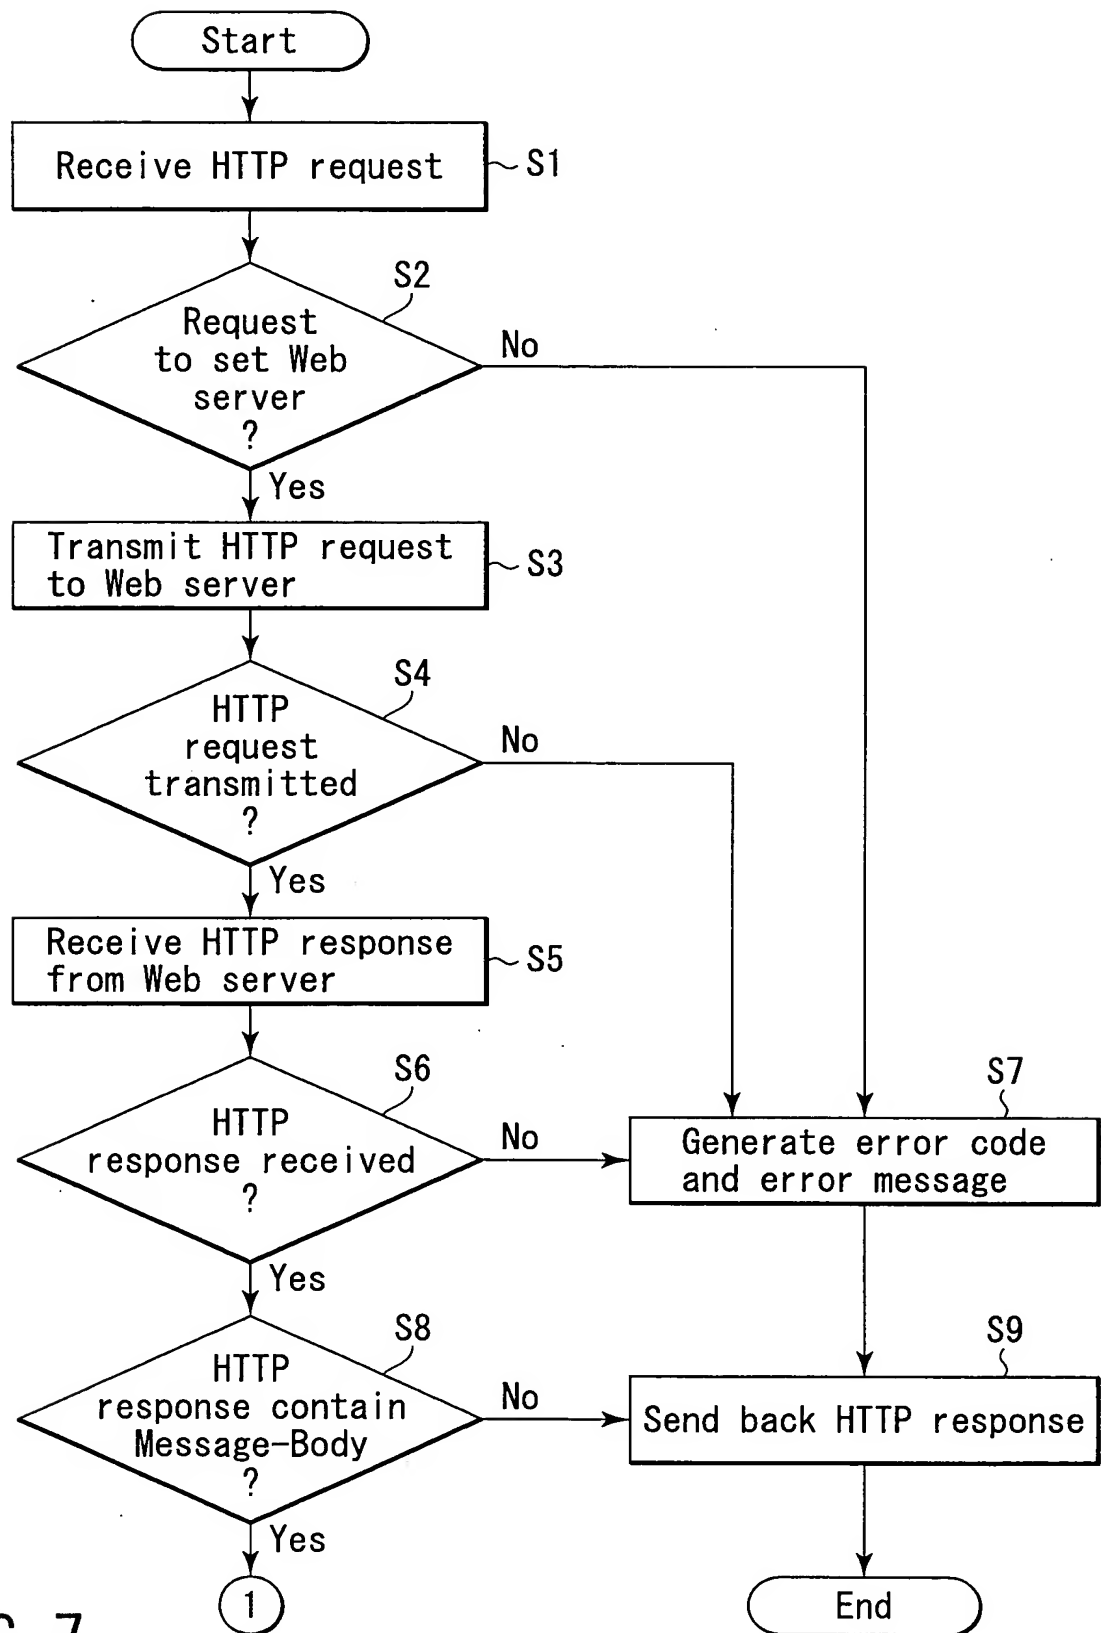 Start
Receive HTTP request
S1
S2
Request
to set Web
server
?
No
Yes
Transmit HTTP request
to Web server
S3
S4
HTTP
request
transmitted
?
No
Yes
Receive HTTP response
from Web server
S5
S6
HTTP
response received
?
No
Yes
S7
Generate error code
and error message
S8
HTTP
response contain
Message-Body
?
No
Yes
S9
Send back HTTP response
1
End
7